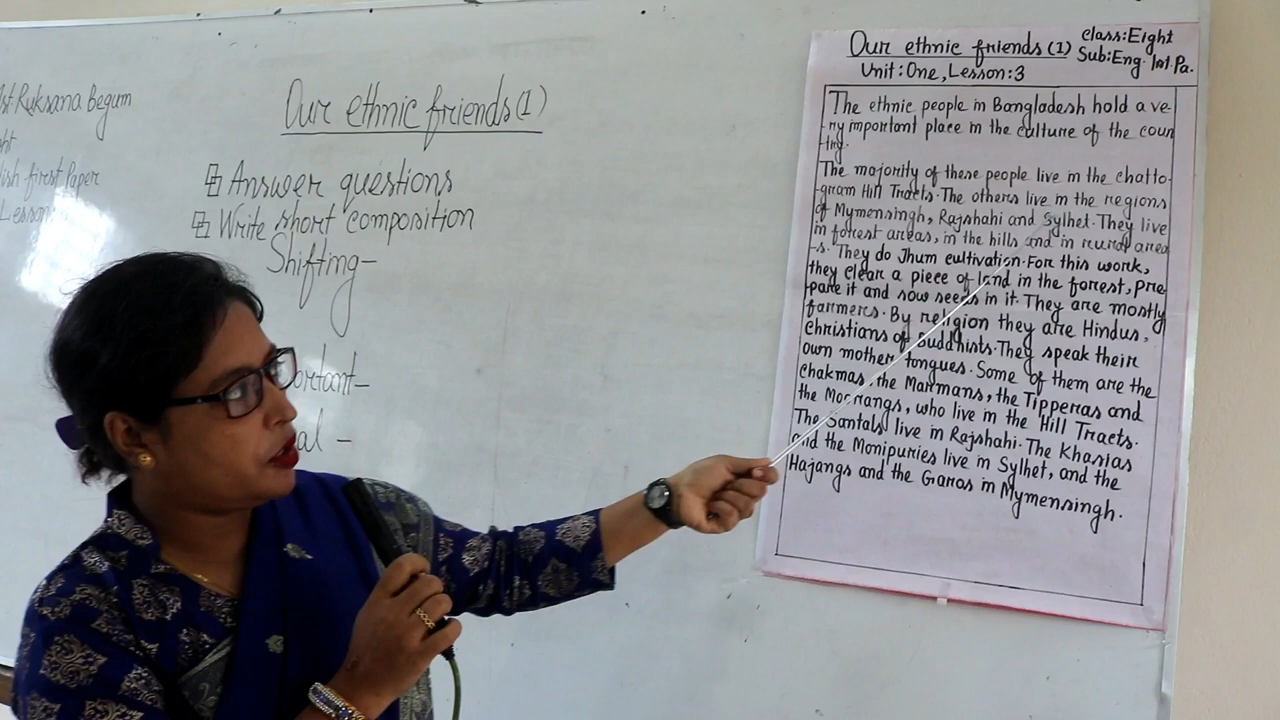 Mst Ruksana Begum
ght
lish first Paper
Lesson
Our ethnic friends(1)
Answer questions
Write short composition
Shifting-
ortant-
al -
Our ethnic friends (1)
class:Eight
Sub:Eng. 1st. Pa.
Unit:One, Lesson:3
The ethnic people in Bangladesh hold a ve-
-ry important place in the culture of the coun
-try.
The majority of these people live in the chatto-
-gram Hill Tracts. The others live in the regions
of Mymensingh, Rajshahi and Sylhet. They live
in forest areas, in the hills and in rural area
-s. They do Jhum cultivation. For this work,
they clear a piece of land in the forest, pre
-pare it and sow seeds in it. They are mostly
farmers. By religion they are Hindus,
christians of Buddhists. They speak their
own mother tongues. Some of them are the
chakmas, the Marmans, the Tipperas and
the Moorangs, who live in the Hill Tracts.
The Santals live in Rajshahi. The Khasias
and the Monipuries live in Sylhet, and the
Hajangs and the Garos in Mymensingh.